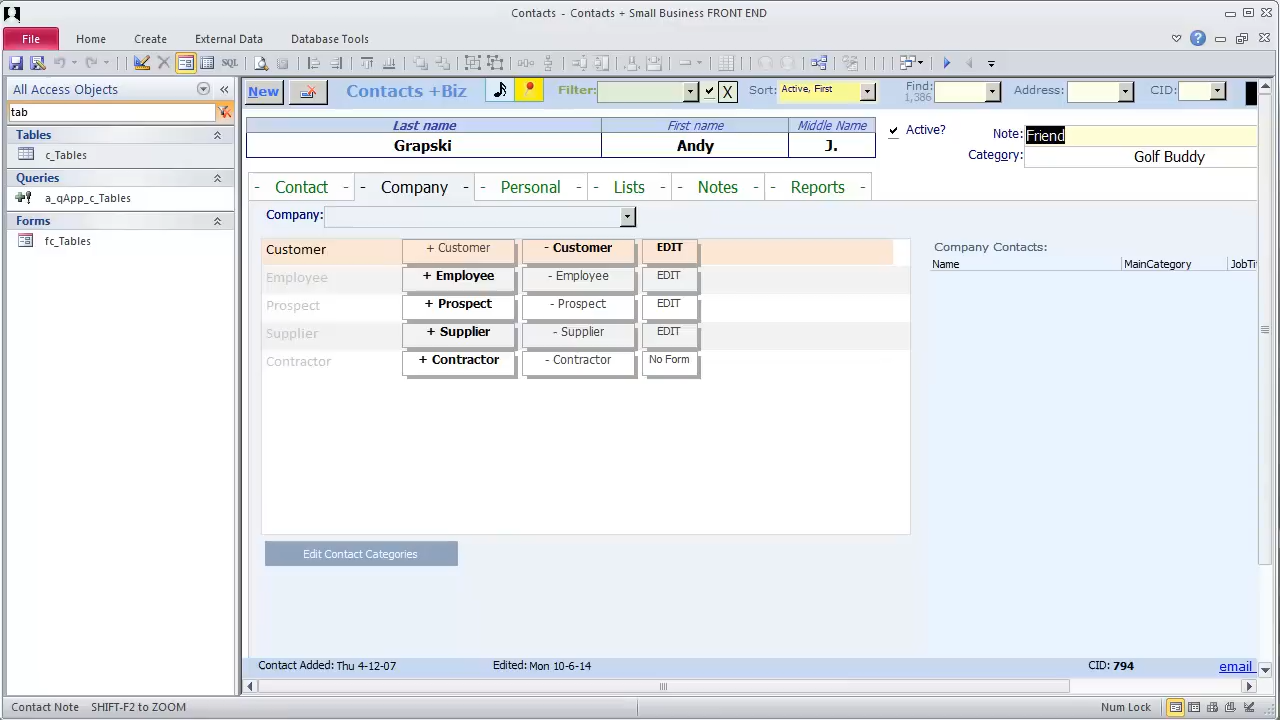 Contacts - Contacts + Small Business FRONT END
File Home Create External Data Database Tools
SQL
All Access Objects
tab
Tables
c_Tables
Queries
a_qApp_c_Tables
Forms
fc_Tables
New Contacts +Biz Filter: X Sort: Active, First Find: 1,386 Address: CID:
Last name First name Middle Name
Grapski Andy J.
Active?
Note: Friend
Category: Golf Buddy
- Contact - - Company - - Personal - - Lists - - Notes - - Reports -
Company:
Customer + Customer - Customer EDIT
Employee + Employee - Employee EDIT
Prospect + Prospect - Prospect EDIT
Supplier + Supplier - Supplier EDIT
Contractor + Contractor - Contractor No Form
Company Contacts:
Name MainCategory JobTi
Edit Contact Categories
Contact Added: Thu 4-12-07 Edited: Mon 10-6-14 CID: 794 email
Contact Note SHIFT-F2 to ZOOM Num Lock